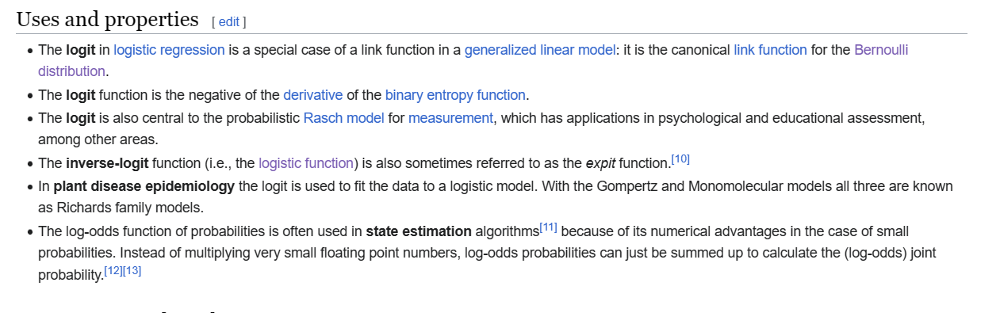 Uses and properties [ edit ]
• The logit in logistic regression is a special case of a link function in a generalized linear model: it is the canonical link function for the Bernoulli
distribution.
• The logit function is the negative of the derivative of the binary entropy function.
• The logit is also central to the probabilistic Rasch model for measurement, which has applications in psychological and educational assessment,
among other areas.
• The inverse-logit function (i.e., the logistic function) is also sometimes referred to as the expit function.[10]
• In plant disease epidemiology the logit is used to fit the data to a logistic model. With the Gompertz and Monomolecular models all three are known
as Richards family models.
• The log-odds function of probabilities is often used in state estimation algorithms[11] because of its numerical advantages in the case of small
probabilities. Instead of multiplying very small floating point numbers, log-odds probabilities can just be summed up to calculate the (log-odds) joint
probability.[12][13]